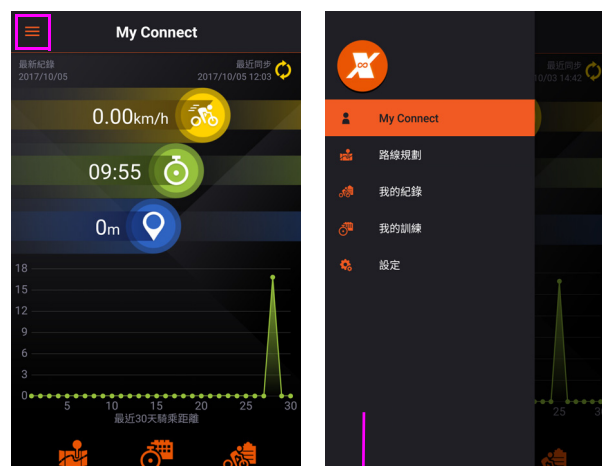 My Connect
最新紀錄
2017/10/05
最近同步
2017/10/05 12:03
0.00km/h
09:55
0m
18
15
12
9
6
3
0
5 10 15 20 25 30
最近30天騎乘距離
最近同步
10/03 14:42
My Connect
路線規劃
我的紀錄
我的訓練
設定
25 3